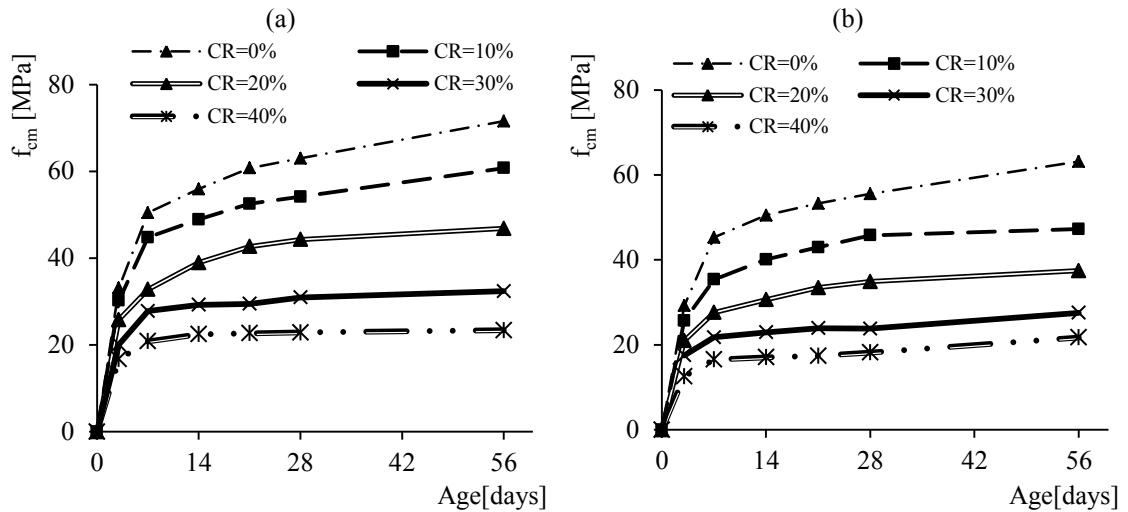 (a)
CR=0% CR=10%
CR=20% CR=30%
CR=40%
f_cm [MPa]
80
60
40
20
0
0 14 28 42 56
Age[days]
(b)
CR=0% CR=10%
CR=20% CR=30%
CR=40%
f_cm [MPa]
80
60
40
20
0
0 14 28 42 56
Age[days]